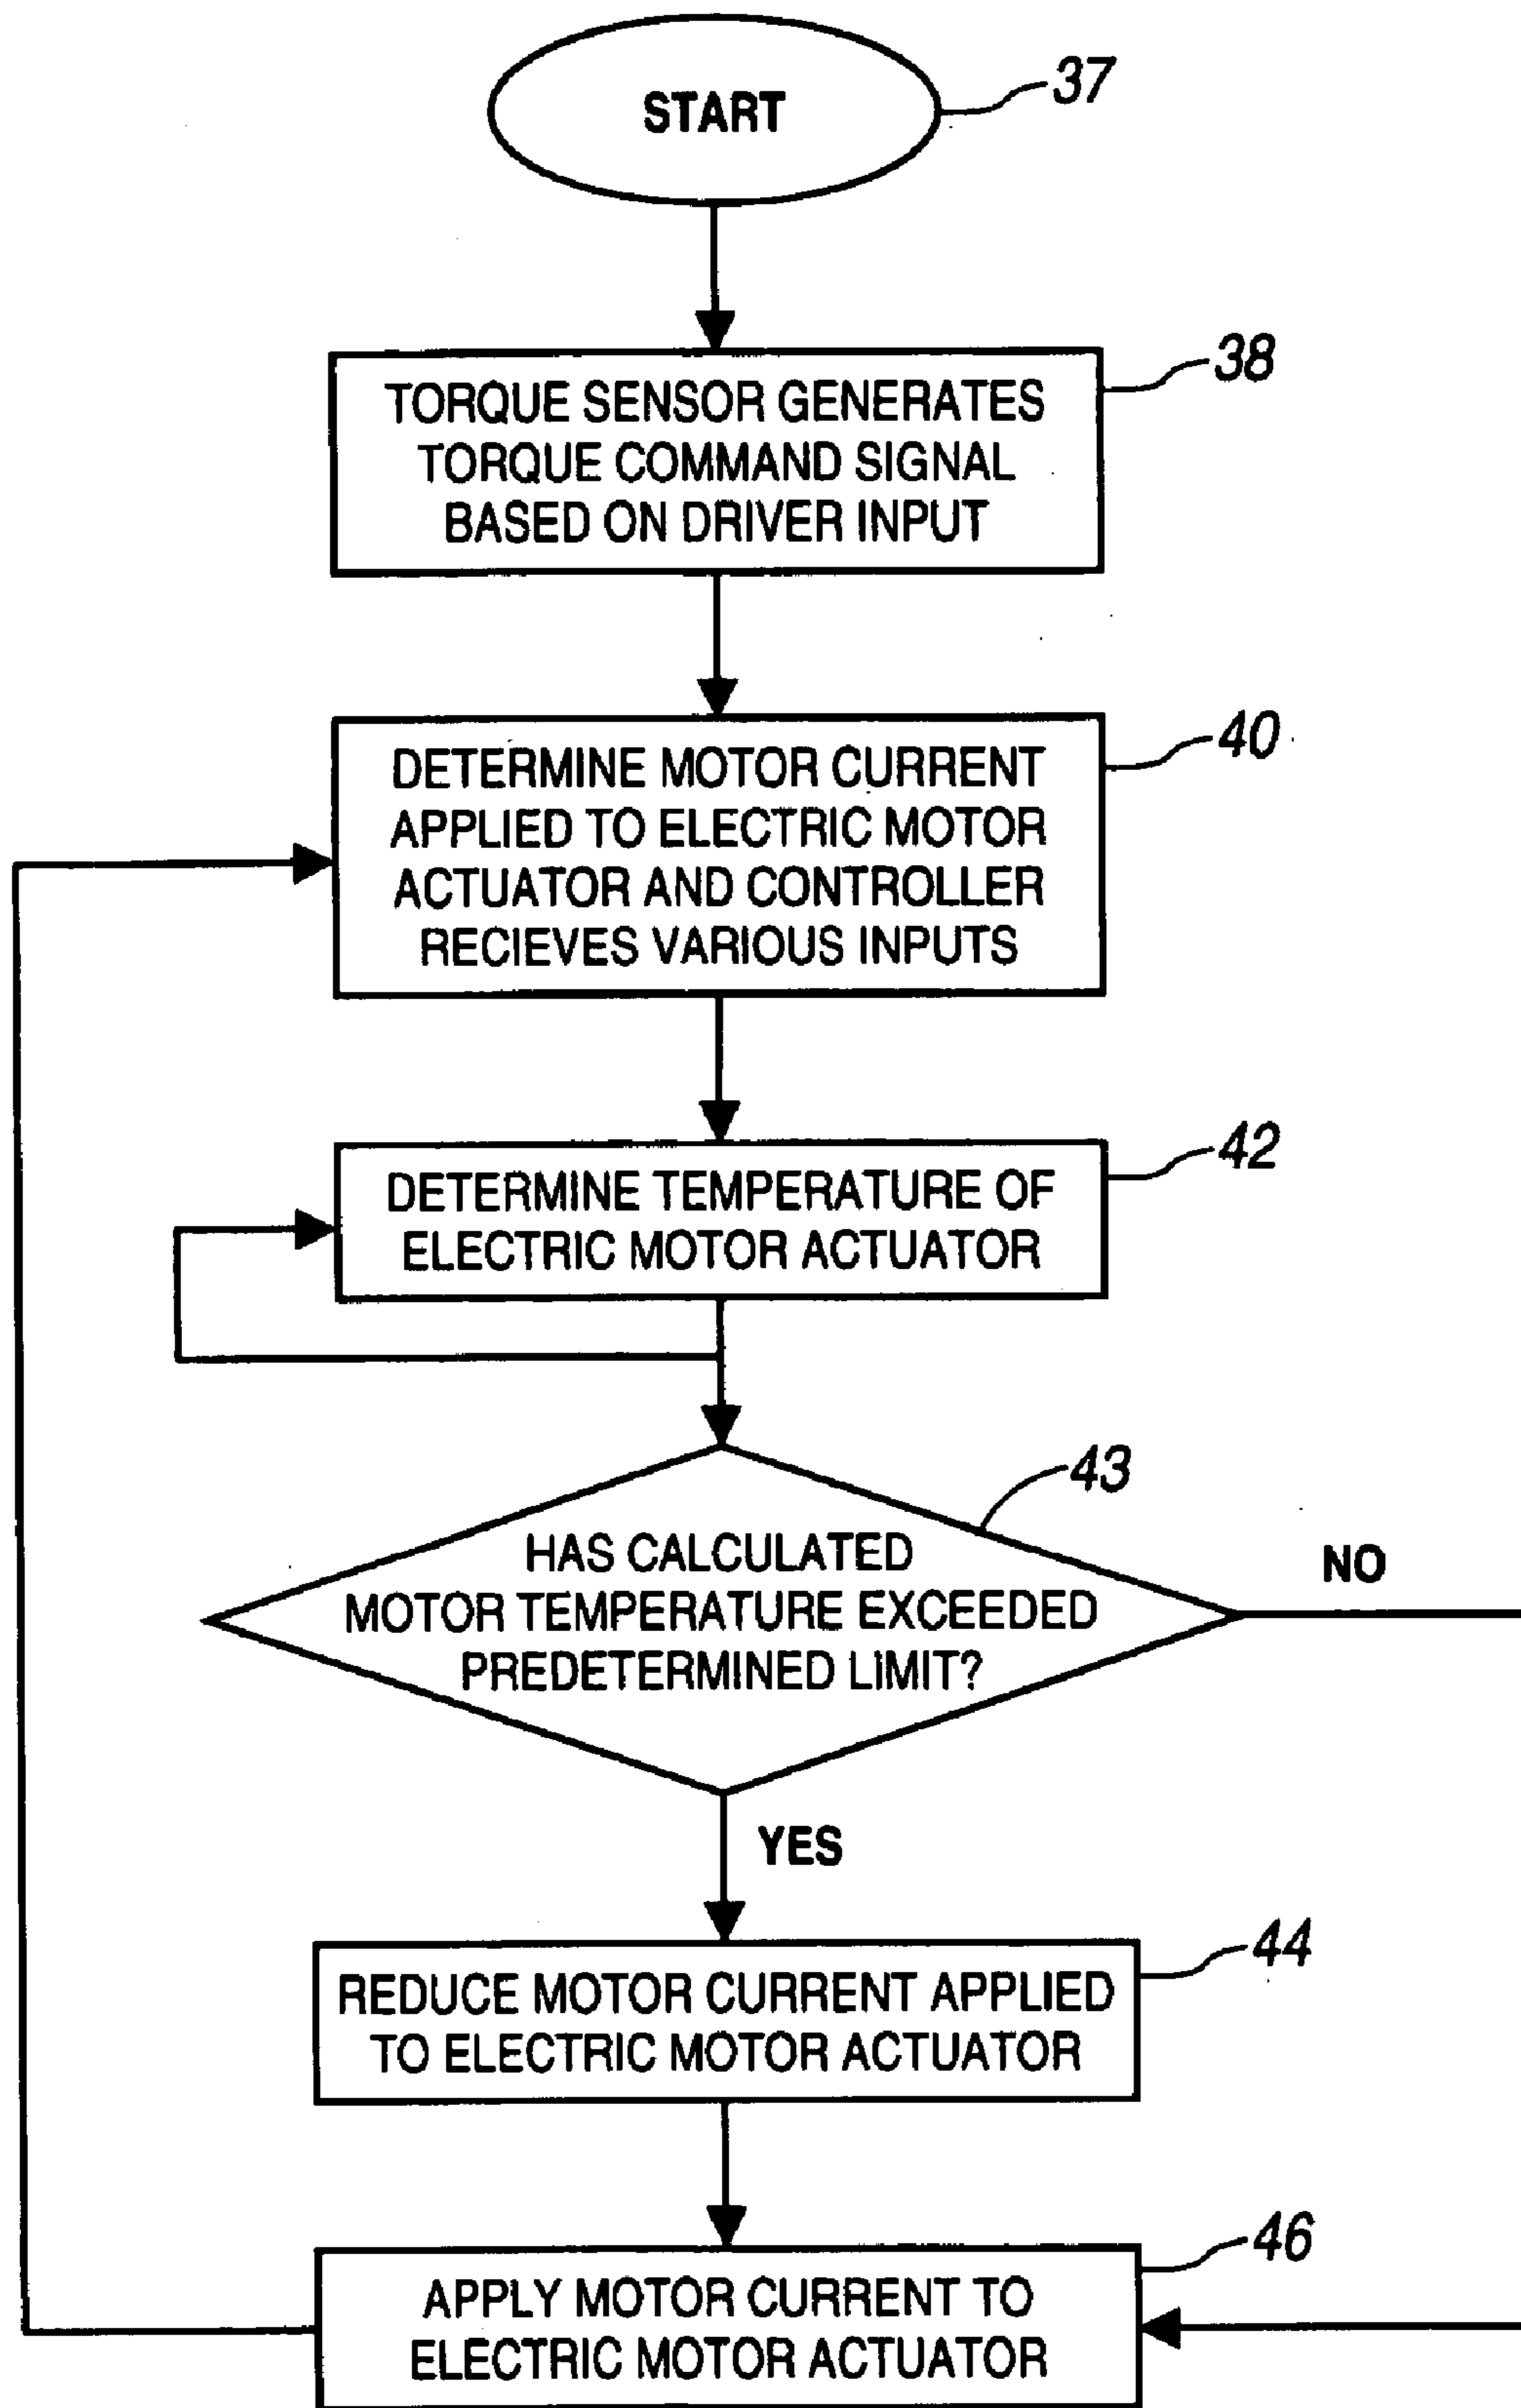 START
37
TORQUE SENSOR GENERATES
TORQUE COMMAND SIGNAL
BASED ON DRIVER INPUT
38
DETERMINE MOTOR CURRENT
APPLIED TO ELECTRIC MOTOR
ACTUATOR AND CONTROLLER
RECIEVES VARIOUS INPUTS
40
DETERMINE TEMPERATURE OF
ELECTRIC MOTOR ACTUATOR
42
HAS CALCULATED
MOTOR TEMPERATURE EXCEEDED
PREDETERMINED LIMIT?
43
NO
YES
REDUCE MOTOR CURRENT APPLIED
TO ELECTRIC MOTOR ACTUATOR
44
APPLY MOTOR CURRENT TO
ELECTRIC MOTOR ACTUATOR
46